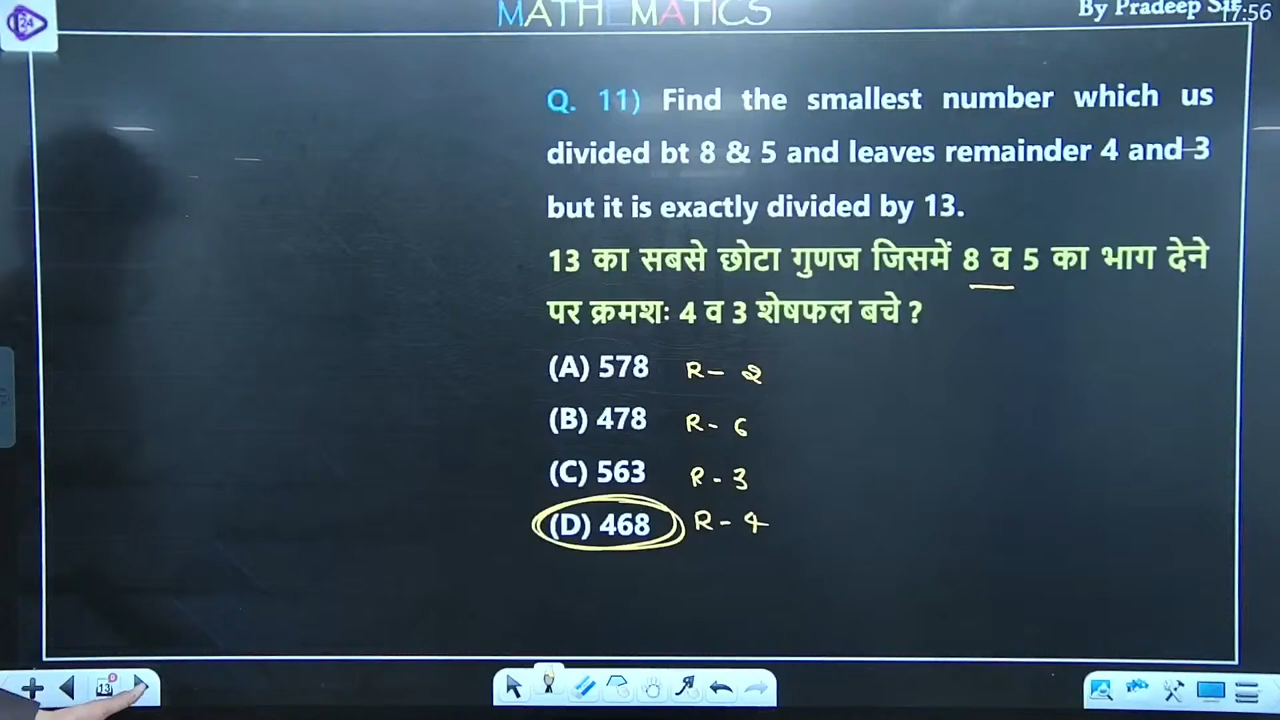 24
MATHEMATICS
By Pradeep Sir
17:56
Q. 11) Find the smallest number which us
divided bt 8 & 5 and leaves remainder 4 and 3
but it is exactly divided by 13.
13 का सबसे छोटा गुणज जिसमें 8 व 5 का भाग देने
पर क्रमशः 4 व 3 शेषफल बचे ?
(A) 578 R- 2
(B) 478 R- 6
(C) 563 R - 3
(D) 468 R - 4
13